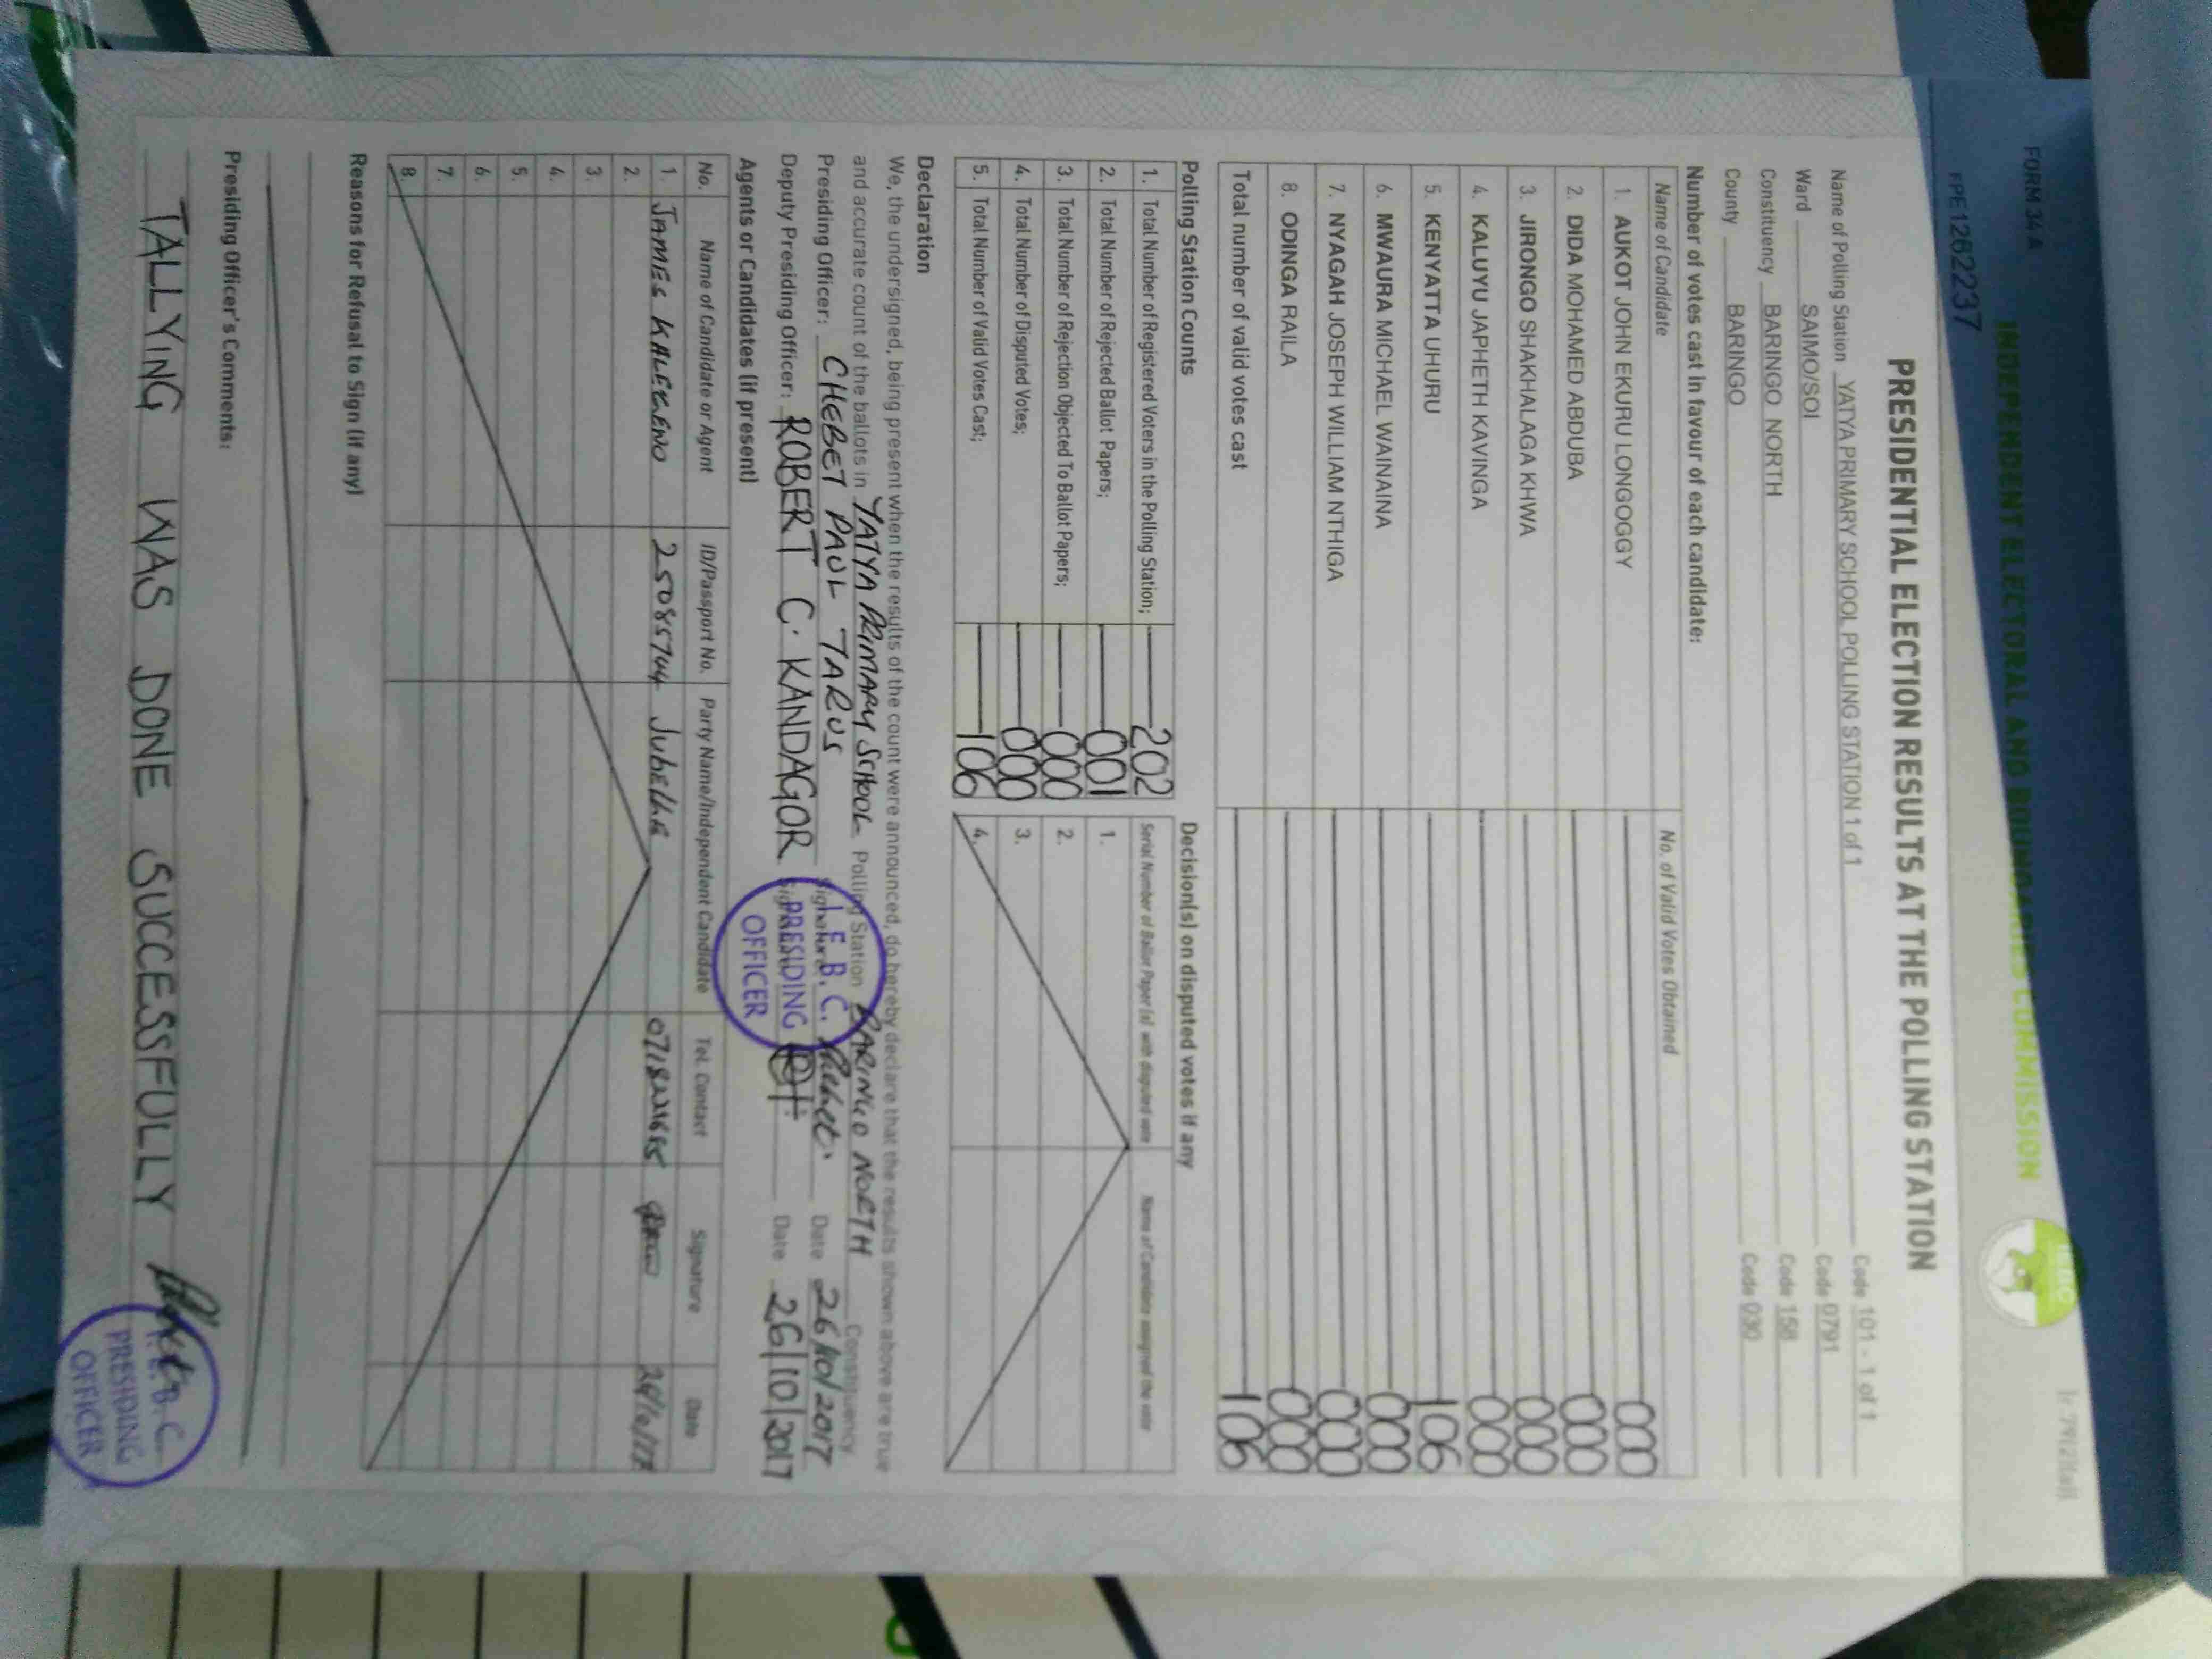 FORM 34 A
INDEPENDENT ELECTORAL AND BOUNDARIES COMMISSION
FPE1262237
PRESIDENTIAL ELECTION RESULTS AT THE POLLING STATION
Name of Polling Station YATYA PRIMARY SCHOOL POLLING STATION 1 of 1 Code 101 - 1 of 1
Ward SAIMO/SOI Code 0791
Constituency BARINGO NORTH Code 158
County BARINGO Code 030
Number of votes cast in favour of each candidate:
Name of Candidate No. of Valid Votes Obtained
1. AUKOT JOHN EKURU LONGOGGY 000
2. DIDA MOHAMED ABDUBA 000
3. JIRONGO SHAKHALAGA KHWA 000
4. KALUYU JAPHETH KAVINGA 000
5. KENYATTA UHURU 106
6. MWAURA MICHAEL WAINAINA 000
7. NYAGAH JOSEPH WILLIAM NTHIGA 000
8. ODINGA RAILA 000
Total number of valid votes cast 106
Polling Station Counts Decision(s) on disputed votes if any
1. Total Number of Registered Voters in the Polling Station; 202
2. Total Number of Rejected Ballot Papers; 001
3. Total Number of Rejection Objected To Ballot Papers; 000
4. Total Number of Disputed Votes; 000
5. Total Number of Valid Votes Cast; 106
Serial Number of Ballot Paper (s) with disputed vote Name of Candidate assigned the vote
1.
2.
3.
4.
Declaration
We, the undersigned, being present when the results of the count were announced, do hereby declare that the results shown above are true
and accurate count of the ballots in YATYA PRIMARY SCHOOL Polling Station BARINGO NORTH Constituency
Presiding Officer: CHEBET PAUL TARUS Signature Date 26/10/2017
Deputy Presiding Officer: ROBERT C. KANDAGOR Signature Date 26/10/2017
I.E.B.C.
PRESIDING
OFFICER
Agents or Candidates (if present)
No. Name of Candidate or Agent ID/Passport No. Party Name/Independent Candidate Tel. Contact Signature Date
1. JAMES 25085744 Jubelee
2.
3.
4.
5.
6.
7.
8.
Reasons for Refusal to Sign (if any)
Presiding Officer's Comments:
TALLYING WAS DONE SUCCESSFULLY
I.E.B.C.
PRESIDING
OFFICER